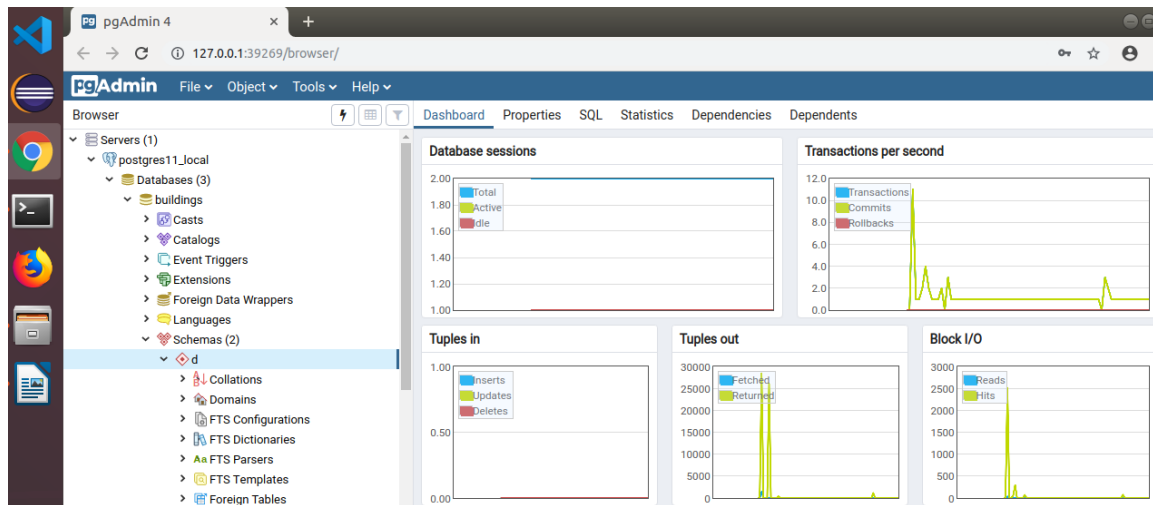 pgAdmin 4
127.0.0.1:39269/browser/
pgAdmin File Object Tools Help
Browser
Dashboard Properties SQL Statistics Dependencies Dependents
Servers (1)
postgres11_local
Databases (3)
buildings
Casts
Catalogs
Event Triggers
Extensions
Foreign Data Wrappers
Languages
Schemas (2)
d
Collations
Domains
FTS Configurations
FTS Dictionaries
Aa FTS Parsers
FTS Templates
Foreign Tables
Database sessions
2.00
1.80
1.60
1.40
1.20
1.00
Total
Active
Idle
Transactions per second
12.0
10.0
8.0
6.0
4.0
2.0
0.0
Transactions
Commits
Rollbacks
Tuples in
1.00
0.50
0.00
Inserts
Updates
Deletes
Tuples out
30000
25000
20000
15000
10000
5000
0
Fetched
Returned
Block I/O
3000
2500
2000
1500
1000
500
0
Reads
Hits